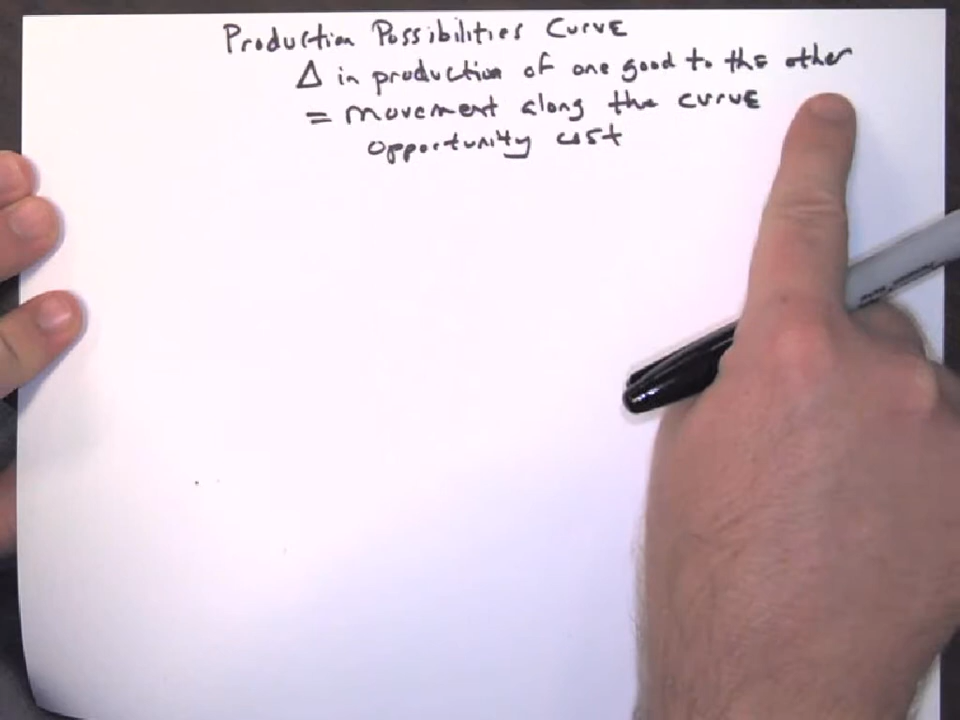 Production Possibilities Curve
Δ in production of one good to the other
= movement along the curve
opportunity cost